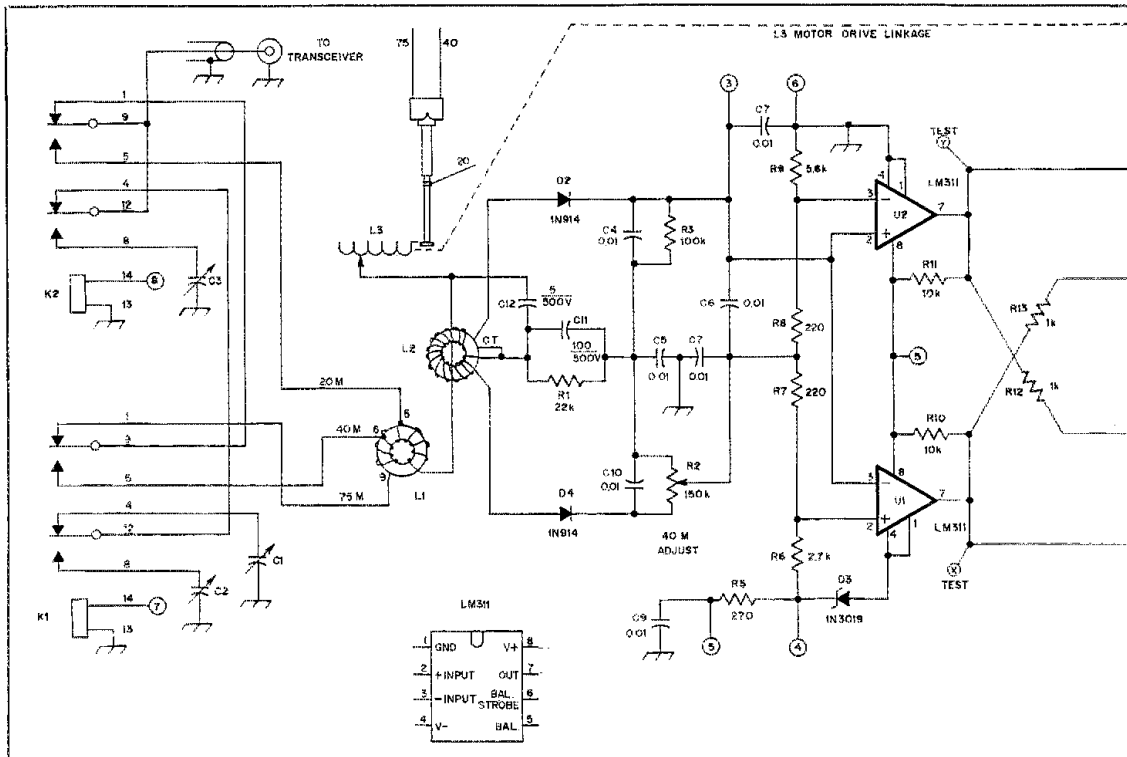 L3 MOTOR DRIVE LINKAGE
TO
TRANSCEIVER
75
40
20
1
9
5
4
12
8
K2
14
8
13
C3
L3
D2
1N914
C4
0.01
R3
100k
3
6
C7
0.01
R9
5.6k
TEST
Y
LM311
4
1
3
2
−
+
U2
7
8
R11
10k
C12
5
500V
C11
100
500V
L2
CT
R1
22k
C6
0.01
R8
220
C5
0.01
C7
0.01
R7
220
5
R13
1k
R12
1k
R10
10k
20 M
1
9
5
40 M
75 M
5
6
9
L1
C10
0.01
R2
150k
40 M
ADJUST
D4
1N914
3
2
−
+
U1
8
7
4
1
LM311
X
TEST
4
12
8
C1
C2
K1
14
7
13
R6
2.7k
R5
270
D3
1N3019
C9
0.01
5
4
LM311
1 GND V+ 8
2 +INPUT OUT 7
3 −INPUT BAL. STROBE 6
4 V− BAL. 5